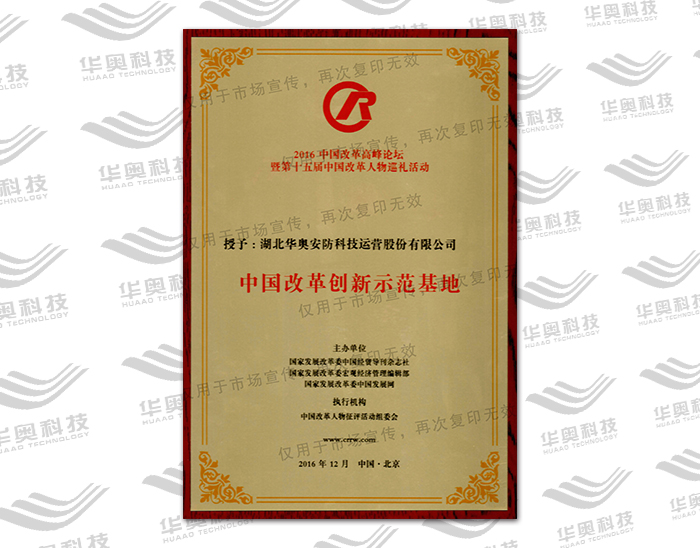 2016 中国改革高峰论坛
暨第十五届中国改革人物巡礼活动
授予：湖北华奥安防科技运营股份有限公司
中国改革创新示范基地
主办单位
国家发展改革委中国经贸导刊杂志社
国家发展改革委宏观经济管理编辑部
国家发展改革委中国发展网
执行机构
中国改革人物征评活动组委会
www.crrw.com
2016 年 12 月 中国·北京
仅用于市场宣传，再次复印无效
华奥科技
HUAAO TECHNOLOGY